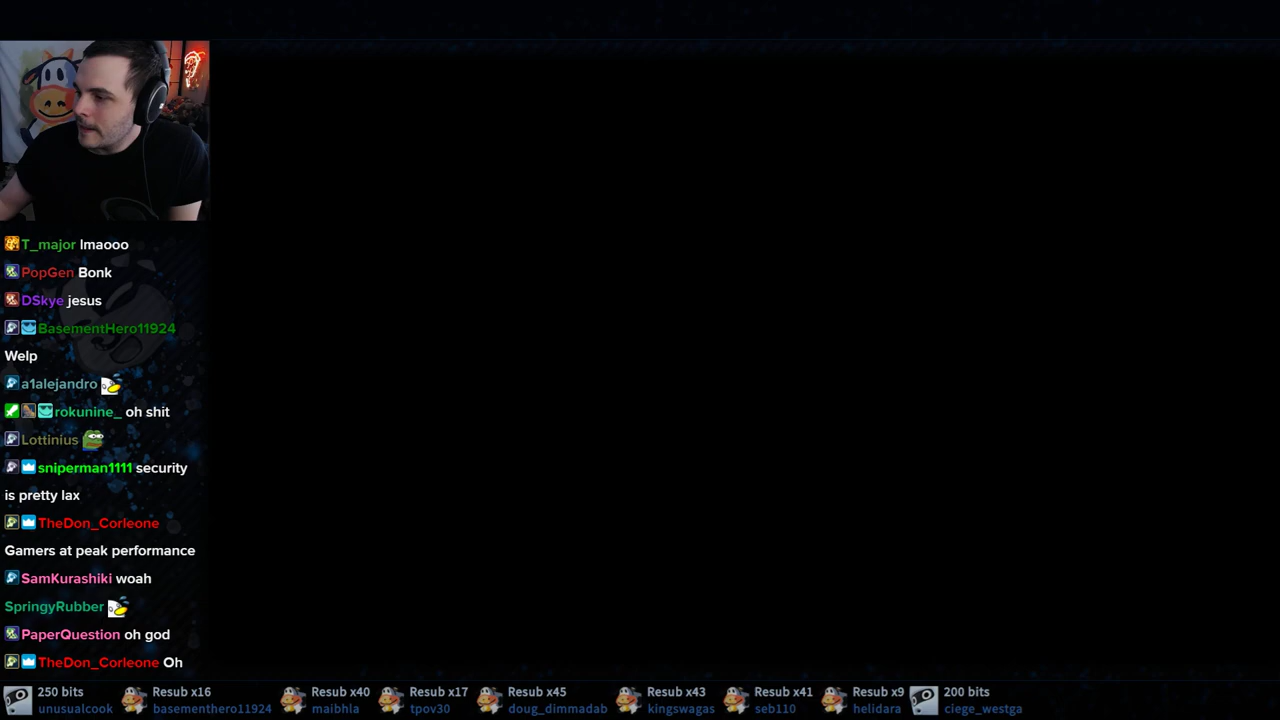 T_major lmaooo
PopGen Bonk
DSkye jesus
BasementHero11924
Welp
a1alejandro
rokunine_ oh shit
Lottinius
sniperman1111 security
is pretty lax
TheDon_Corleone
Gamers at peak performance
SamKurashiki woah
SpringyRubber
PaperQuestion oh god
TheDon_Corleone Oh
250 bits Resub x16 Resub x40 Resub x17 Resub x45 Resub x43 Resub x41 Resub x9 200 bits
unusualcook basementhero11924 maibhla tpov30 doug_dimmadab kingswagas seb110 helidara ciege_westga